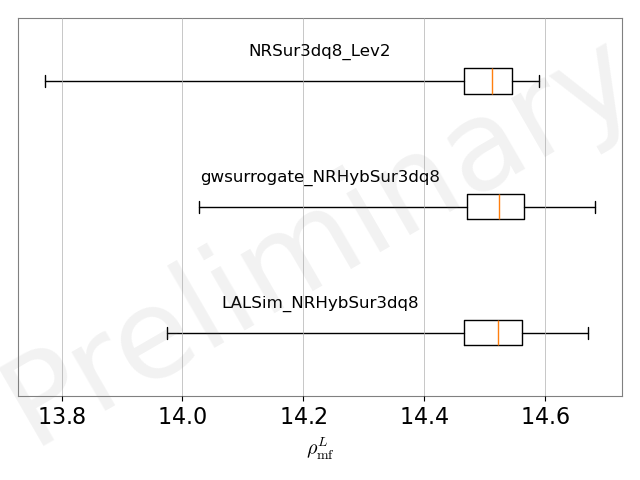 NRSur3dq8_Lev2
gwsurrogate_NRHybSur3dq8
LALSim_NRHybSur3dq8
Preliminary
13.8 14.0 14.2 14.4 14.6
ρ^L_mf